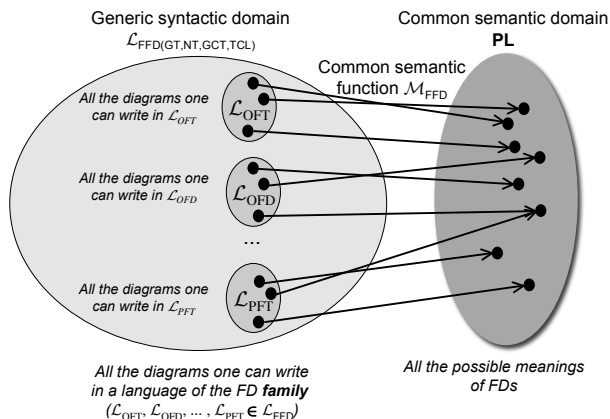 Generic syntactic domain
ℒFFD(GT,NT,GCT,TCL)
Common semantic domain
PL
Common semantic
function ℳFFD
All the diagrams one
can write in ℒOFT
ℒOFT
All the diagrams one
can write in ℒOFD
ℒOFD
...
All the diagrams one
can write in ℒPFT
ℒPFT
All the diagrams one can write
in a language of the FD family
(ℒOFT, ℒOFD, ... , ℒPFT ∈ ℒFFD)
All the possible meanings
of FDs